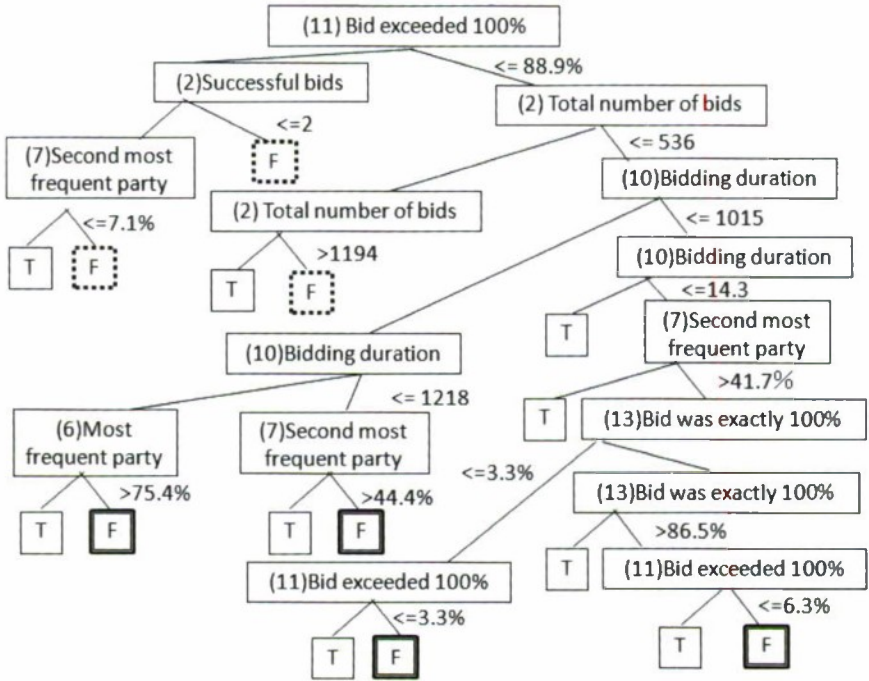 (11) Bid exceeded 100%
<= 88.9%
(2)Successful bids
(2) Total number of bids
<=2
<= 536
(7)Second most
frequent party
F
(10)Bidding duration
(2) Total number of bids
<=7.1%
<= 1015
T
F
>1194
(10)Bidding duration
T
F
<=14.3
T
(7)Second most
frequent party
(10)Bidding duration
>41.7%
<= 1218
T
(13)Bid was exactly 100%
(6)Most
frequent party
(7)Second most
frequent party
<=3.3%
(13)Bid was exactly 100%
>75.4%
>44.4%
T
F
T
F
>86.5%
T
(11)Bid exceeded 100%
(11)Bid exceeded 100%
<=3.3%
<=6.3%
T
F
T
F